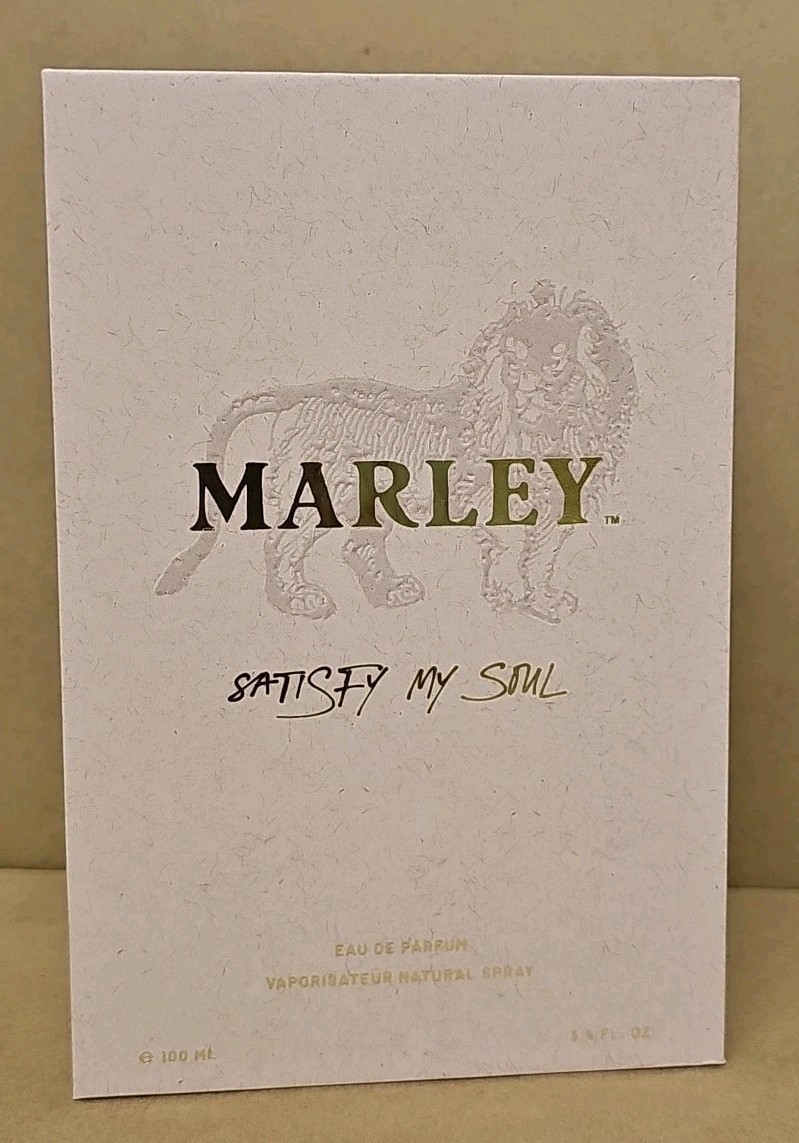 MARLEY™
SATISFY MY SOUL
EAU DE PARFUM
VAPORISATEUR NATURAL SPRAY
℮ 100 ML
3.4 FL. OZ